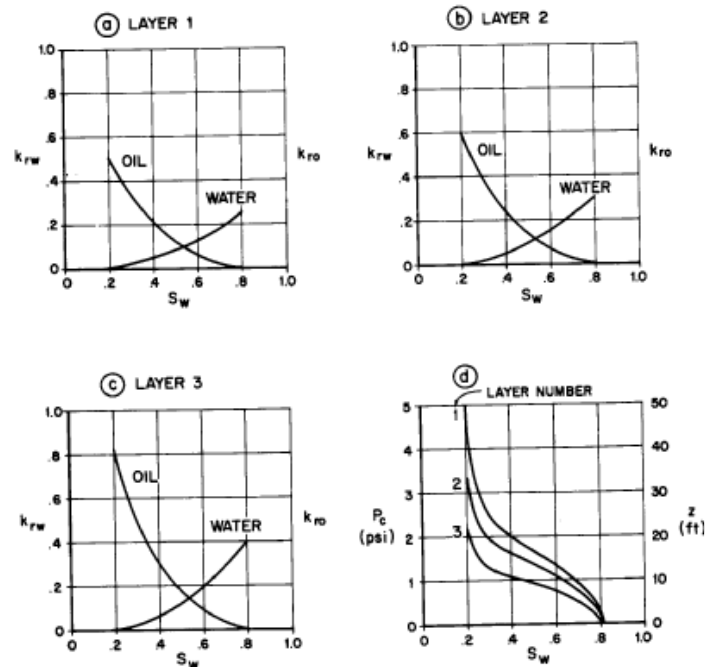 a LAYER 1
1.0
.8
.6
.4
.2
0
k_rw
OIL
WATER
k_ro
0 .2 .4 .6 .8 1.0
S_w
b LAYER 2
1.0
.8
.6
.4
.2
0
k_rw
OIL
WATER
k_ro
0 .2 .4 .6 .8 1.0
S_w
c LAYER 3
1.0
.8
.6
.4
.2
0
k_rw
OIL
WATER
k_ro
0 .2 .4 .6 .8 1.0
S_w
d
LAYER NUMBER
5
4
3
2
1
0
P_c
(psi)
1
2
3
50
40
30
20
10
0
z
(ft)
0 .2 .4 .6 .8 1.0
S_w